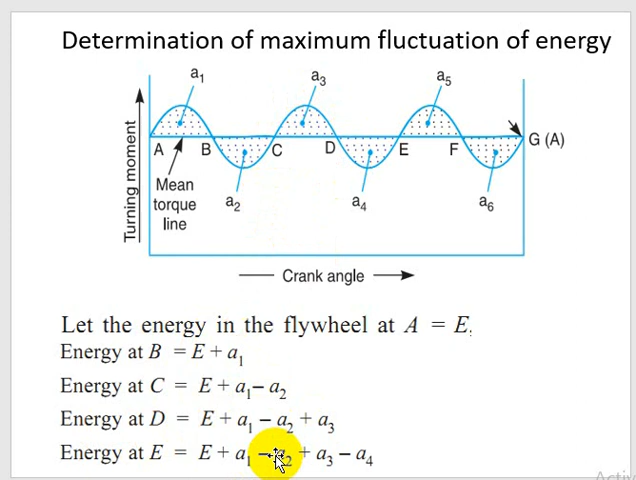 Determination of maximum fluctuation of energy
a₁ a₃ a₅
Turning moment
A B C D E F G (A)
Mean
torque
line
a₂ a₄ a₆
Crank angle
Let the energy in the flywheel at A = E.
Energy at B = E + a₁
Energy at C = E + a₁ – a₂
Energy at D = E + a₁ – a₂ + a₃
Energy at E = E + a₁ – a₂ + a₃ – a₄